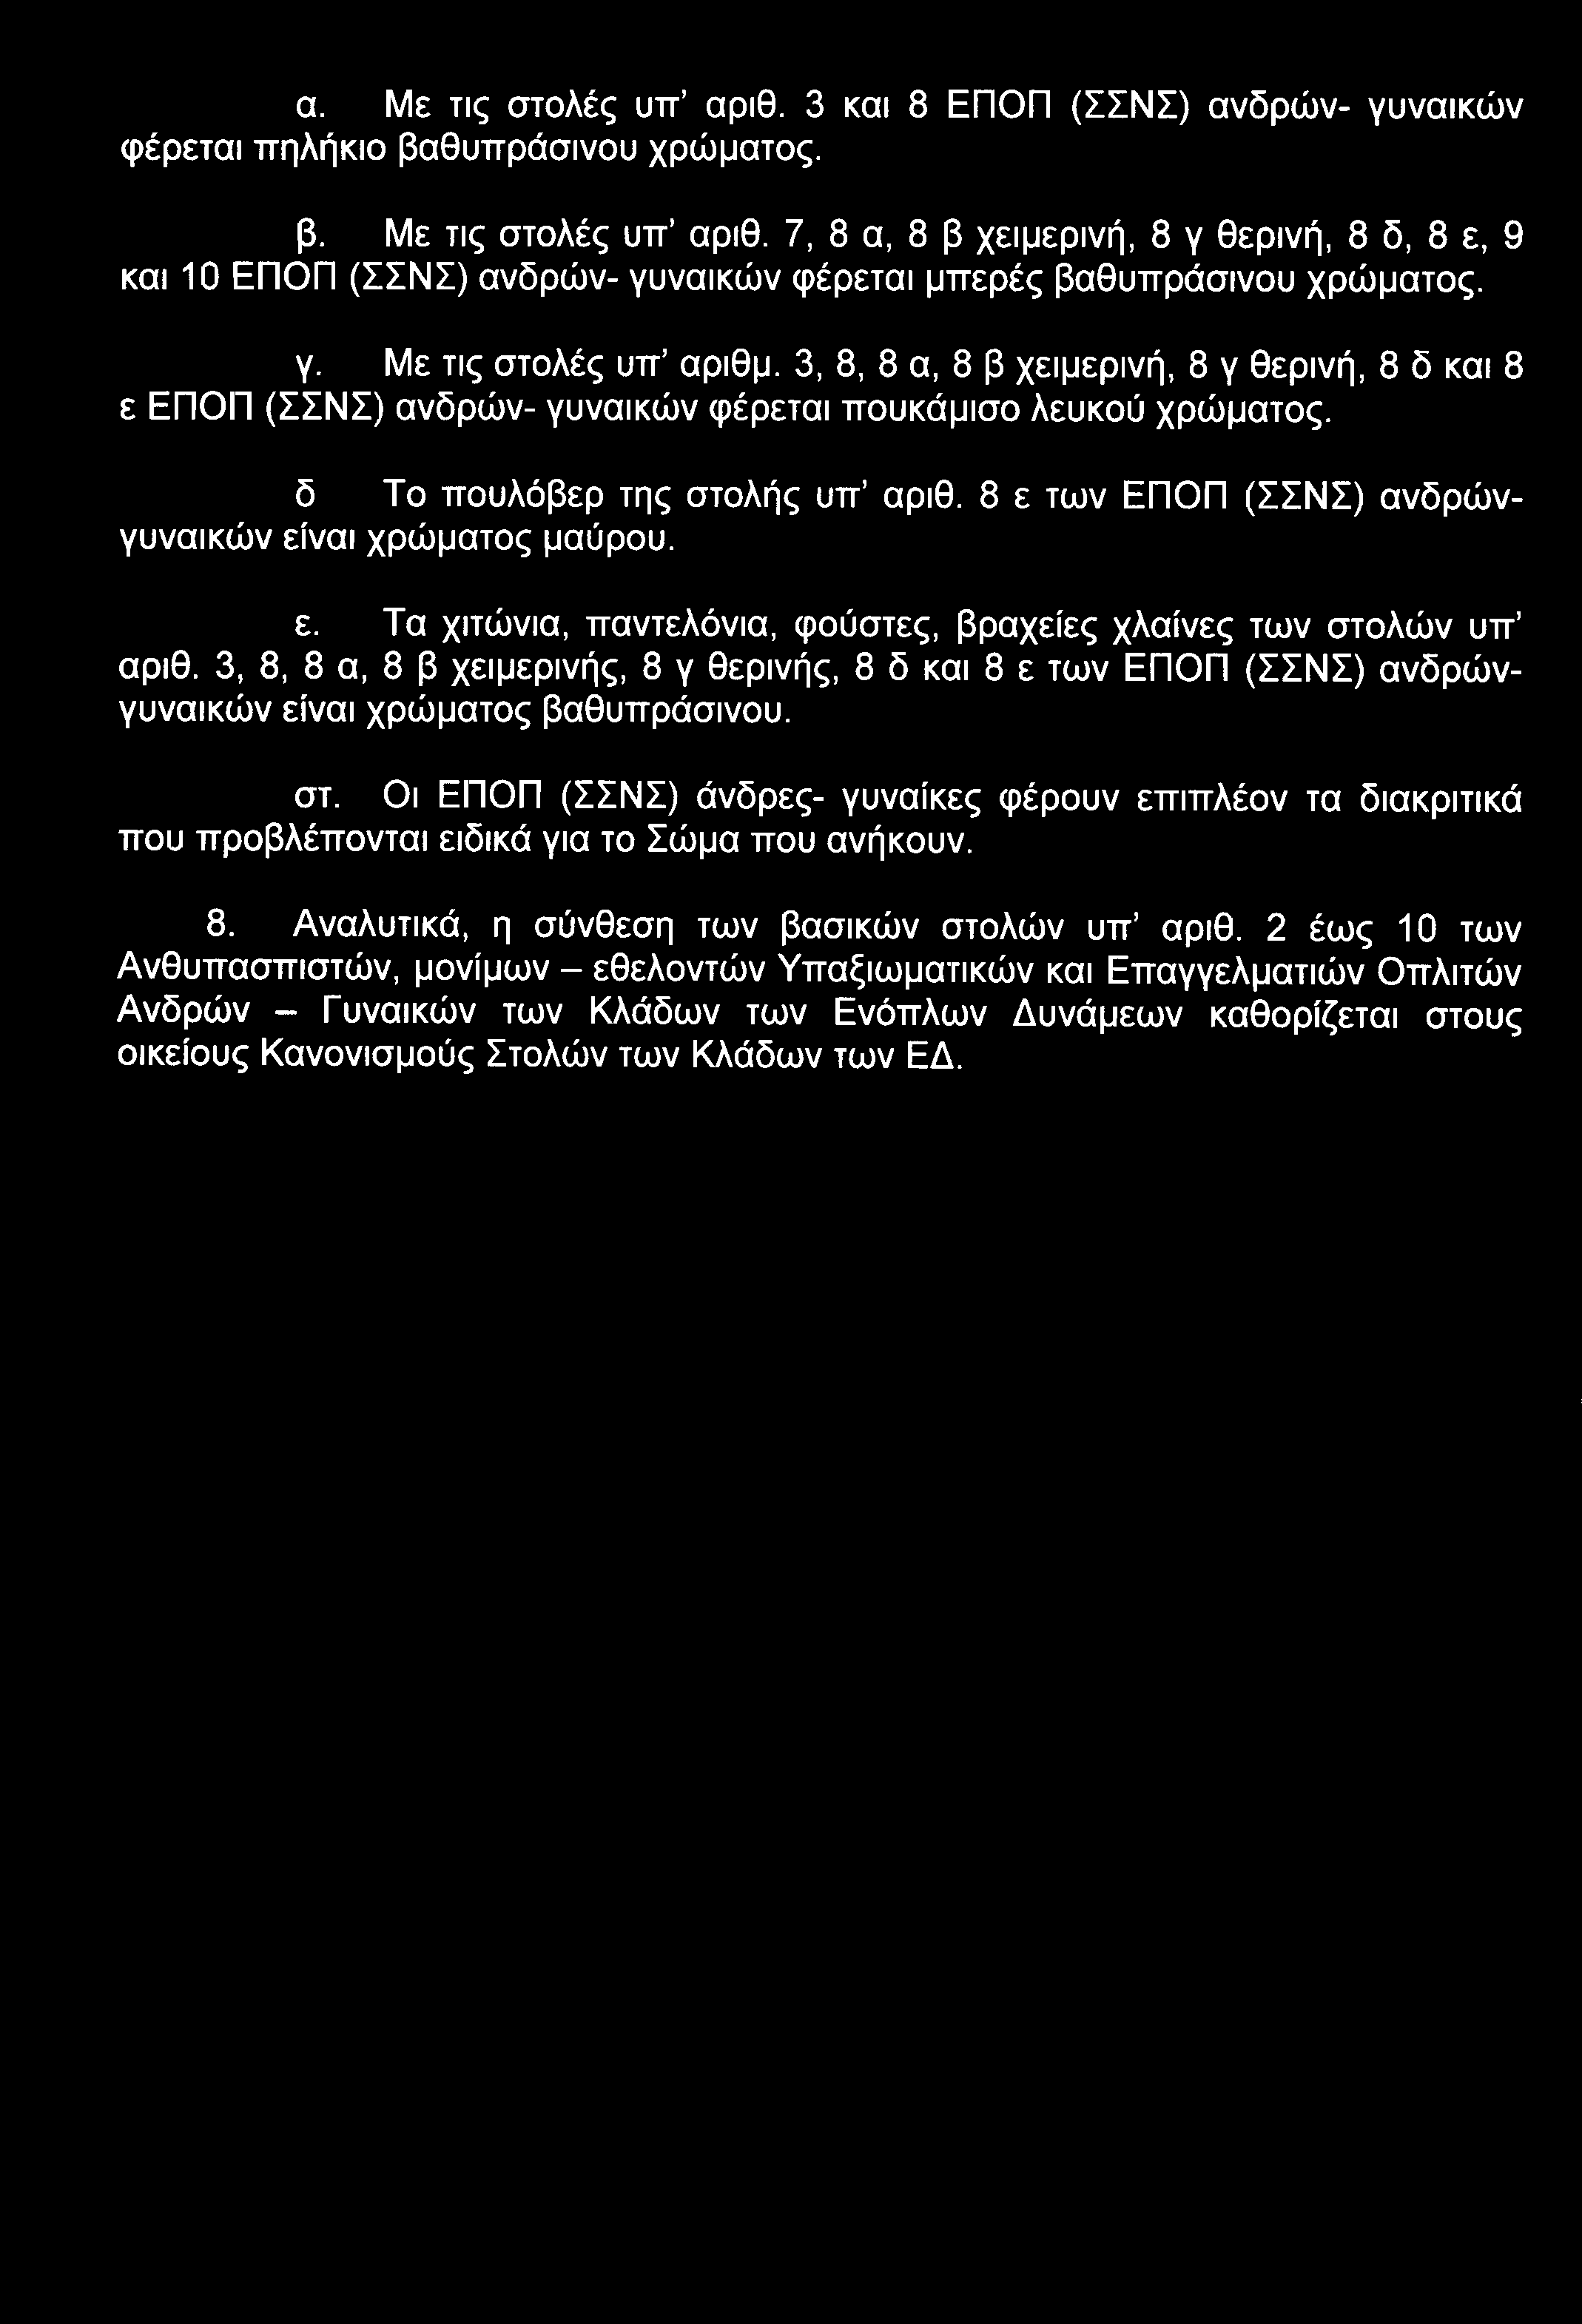 α. Με τις στολές υπ’ αριθ. 3 και 8 ΕΠΟΠ (ΣΣΝΣ) ανδρών- γυναικών
φέρεται πηλήκιο βαθυπράσινου χρώματος.
β. Με τις στολές υπ’ αριθ. 7, 8 α, 8 β χειμερινή, 8 γ θερινή, 8 δ, 8 ε, 9
και 10 ΕΠΟΠ (ΣΣΝΣ) ανδρών- γυναικών φέρεται μπερές βαθυπράσινου χρώματος.
γ. Με τις στολές υπ’ αριθμ. 3, 8, 8 α, 8 β χειμερινή, 8 γ θερινή, 8 δ και 8
ε ΕΠΟΠ (ΣΣΝΣ) ανδρών- γυναικών φέρεται πουκάμισο λευκού χρώματος.
δ Το πουλόβερ της στολής υπ’ αριθ. 8 ε των ΕΠΟΠ (ΣΣΝΣ) ανδρών-
γυναικών είναι χρώματος μαύρου.
ε. Τα χιτώνια, παντελόνια, φούστες, βραχείες χλαίνες των στολών υπ’
αριθ. 3, 8, 8 α, 8 β χειμερινής, 8 γ θερινής, 8 δ και 8 ε των ΕΠΟΠ (ΣΣΝΣ) ανδρών-
γυναικών είναι χρώματος βαθυπράσινου.
στ. Οι ΕΠΟΠ (ΣΣΝΣ) άνδρες- γυναίκες φέρουν επιπλέον τα διακριτικά
που προβλέπονται ειδικά για το Σώμα που ανήκουν.
8. Αναλυτικά, η σύνθεση των βασικών στολών υπ’ αριθ. 2 έως 10 των
Ανθυπασπιστών, μονίμων – εθελοντών Υπαξιωματικών και Επαγγελματιών Οπλιτών
Ανδρών – Γυναικών των Κλάδων των Ενόπλων Δυνάμεων καθορίζεται στους
οικείους Κανονισμούς Στολών των Κλάδων των ΕΔ.